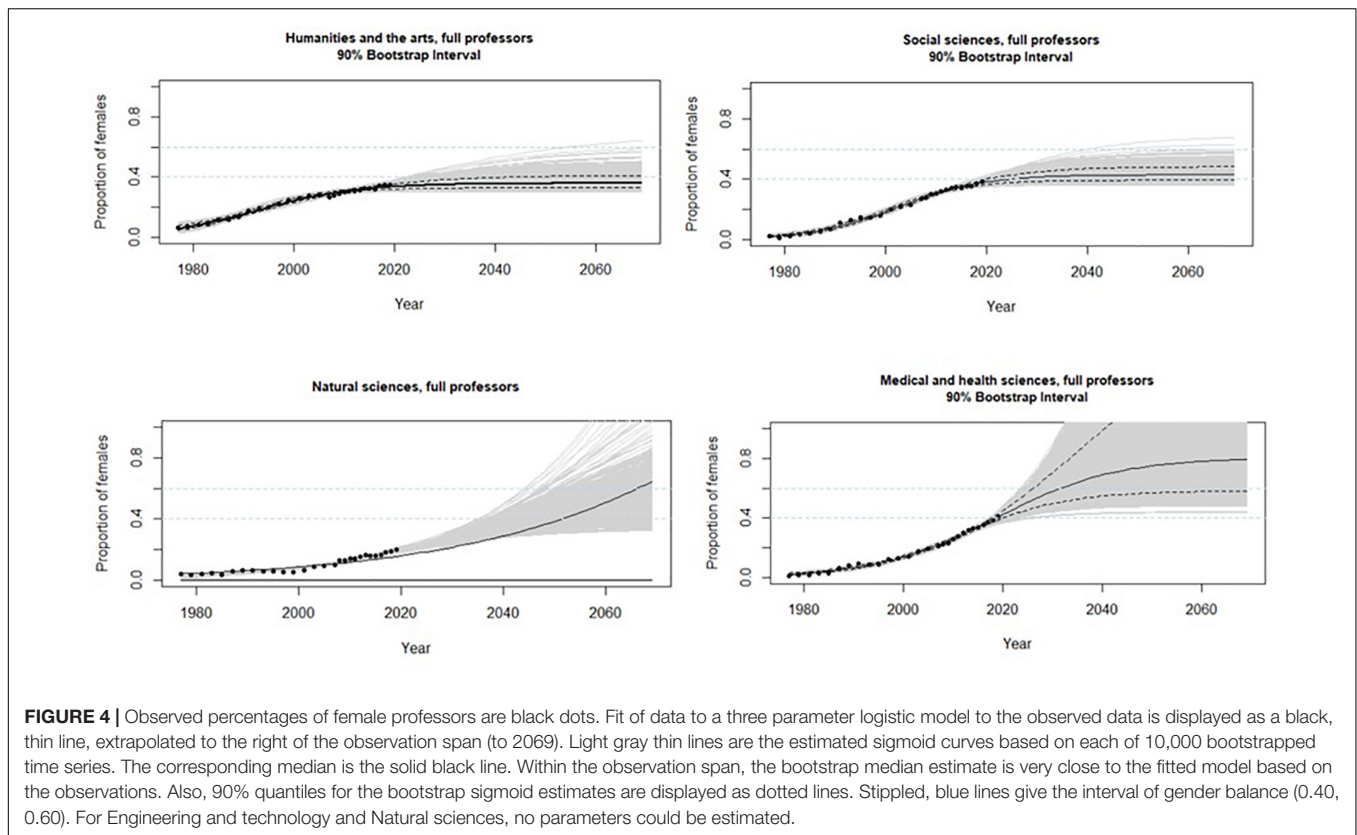 Humanities and the arts, full professors
90% Bootstrap Interval
Proportion of females
0.0 0.4 0.8
1980 2000 2020 2040 2060
Year
Social sciences, full professors
90% Bootstrap Interval
Proportion of females
0.0 0.4 0.8
1980 2000 2020 2040 2060
Year
Natural sciences, full professors
Proportion of females
0.0 0.4 0.8
1980 2000 2020 2040 2060
Year
Medical and health sciences, full professors
90% Bootstrap Interval
Proportion of females
0.0 0.4 0.8
1980 2000 2020 2040 2060
Year
FIGURE 4 | Observed percentages of female professors are black dots. Fit of data to a three parameter logistic model to the observed data is displayed as a black,
thin line, extrapolated to the right of the observation span (to 2069). Light gray thin lines are the estimated sigmoid curves based on each of 10,000 bootstrapped
time series. The corresponding median is the solid black line. Within the observation span, the bootstrap median estimate is very close to the fitted model based on
the observations. Also, 90% quantiles for the bootstrap sigmoid estimates are displayed as dotted lines. Stippled, blue lines give the interval of gender balance (0.40,
0.60). For Engineering and technology and Natural sciences, no parameters could be estimated.